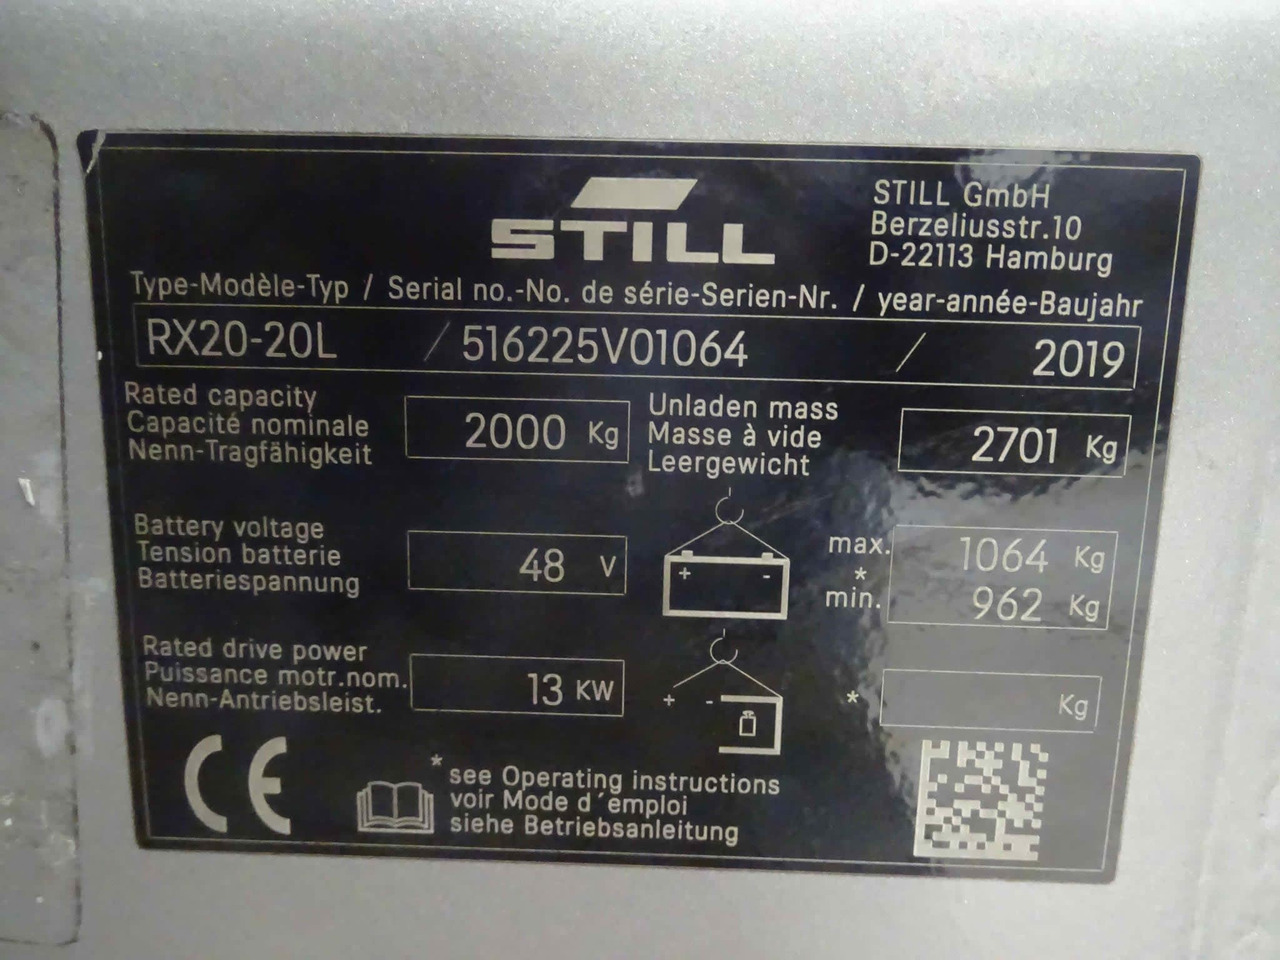 STILL
STILL GmbH
Berzeliusstr.10
D-22113 Hamburg
Type-Modèle-Typ / Serial no.-No. de série-Serien-Nr. / year-année-Baujahr
RX20-20L / 516225V01064 / 2019
Rated capacity
Capacité nominale
Nenn-Tragfähigkeit
2000 Kg
Unladen mass
Masse à vide
Leergewicht
2701 Kg
Battery voltage
Tension batterie
Batteriespannung
48 V
+ -
max. 1064 Kg
*
min. 962 Kg
Rated drive power
Puissance motr.nom.
Nenn-Antriebsleist.
13 KW
+ -
* Kg
CE
* see Operating instructions
voir Mode d´emploi
siehe Betriebsanleitung